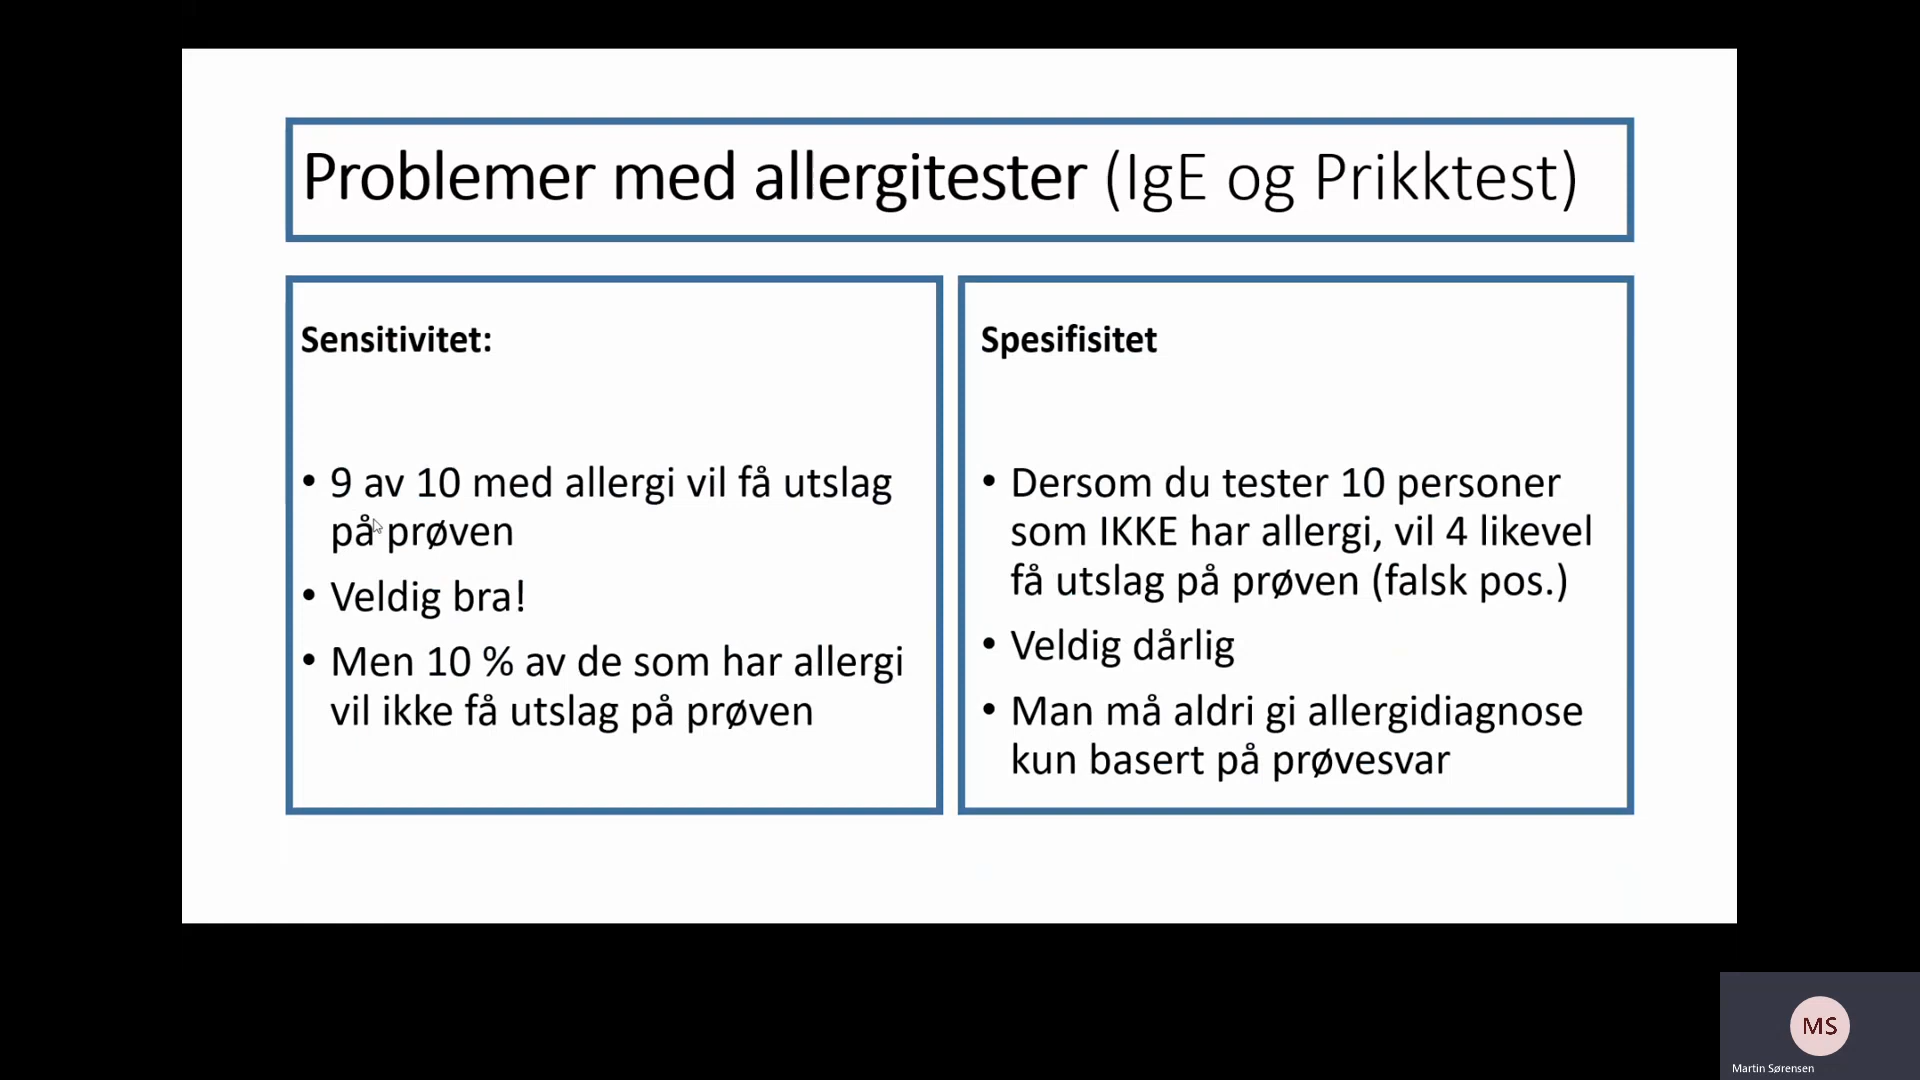 Problemer med allergitester (IgE og Prikktest)
Sensitivitet:
• 9 av 10 med allergi vil få utslag
på prøven
• Veldig bra!
• Men 10 % av de som har allergi
vil ikke få utslag på prøven
Spesifisitet
• Dersom du tester 10 personer
som IKKE har allergi, vil 4 likevel
få utslag på prøven (falsk pos.)
• Veldig dårlig
• Man må aldri gi allergidiagnose
kun basert på prøvesvar
MS
Martin Sørensen